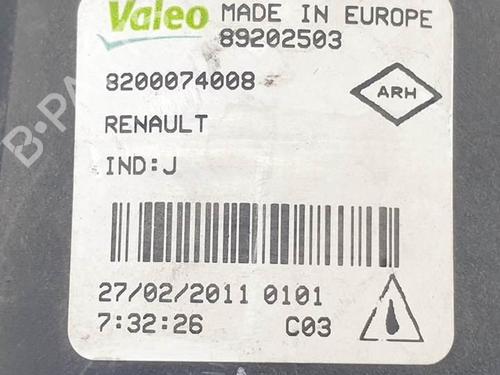 Valeo MADE IN EUROPE
89202503
8200074008
ARH
RENAULT
IND:J
27/02/2011 0101
7:32:26 C03